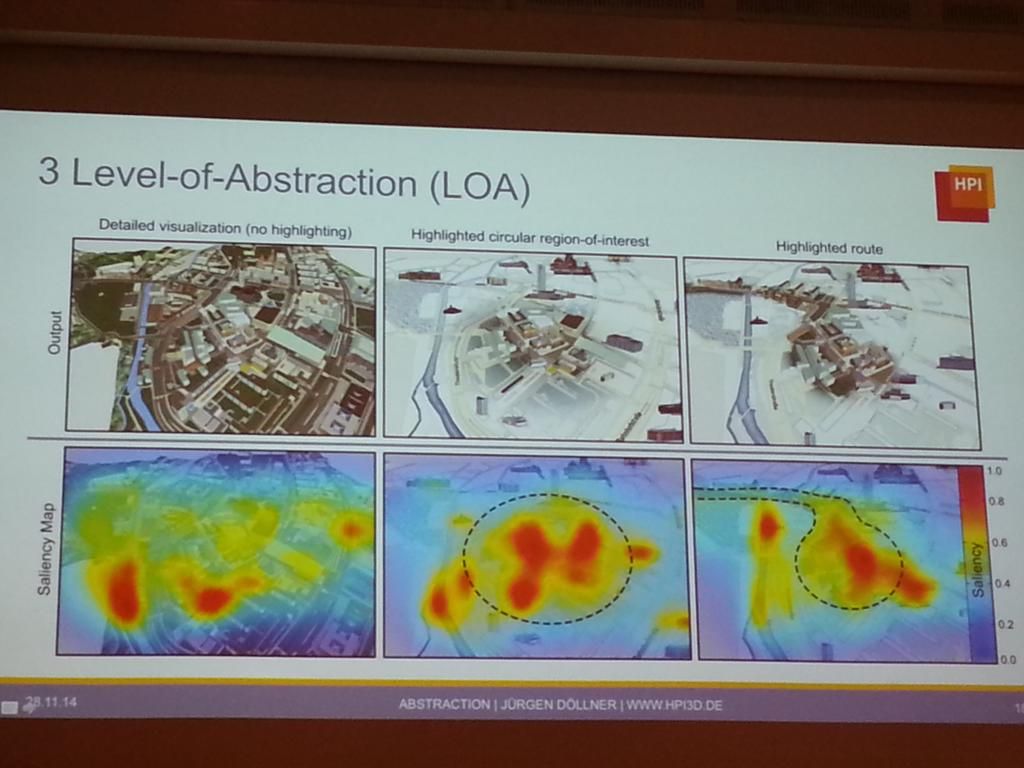 3 Level-of-Abstraction (LOA)
HPI
Detailed visualization (no highlighting)
Highlighted circular region-of-interest
Highlighted route
Output
Saliency Map
1.0
0.8
0.6
0.4
0.2
0.0
Saliency
28.11.14
ABSTRACTION | JÜRGEN DÖLLNER | WWW.HPI3D.DE